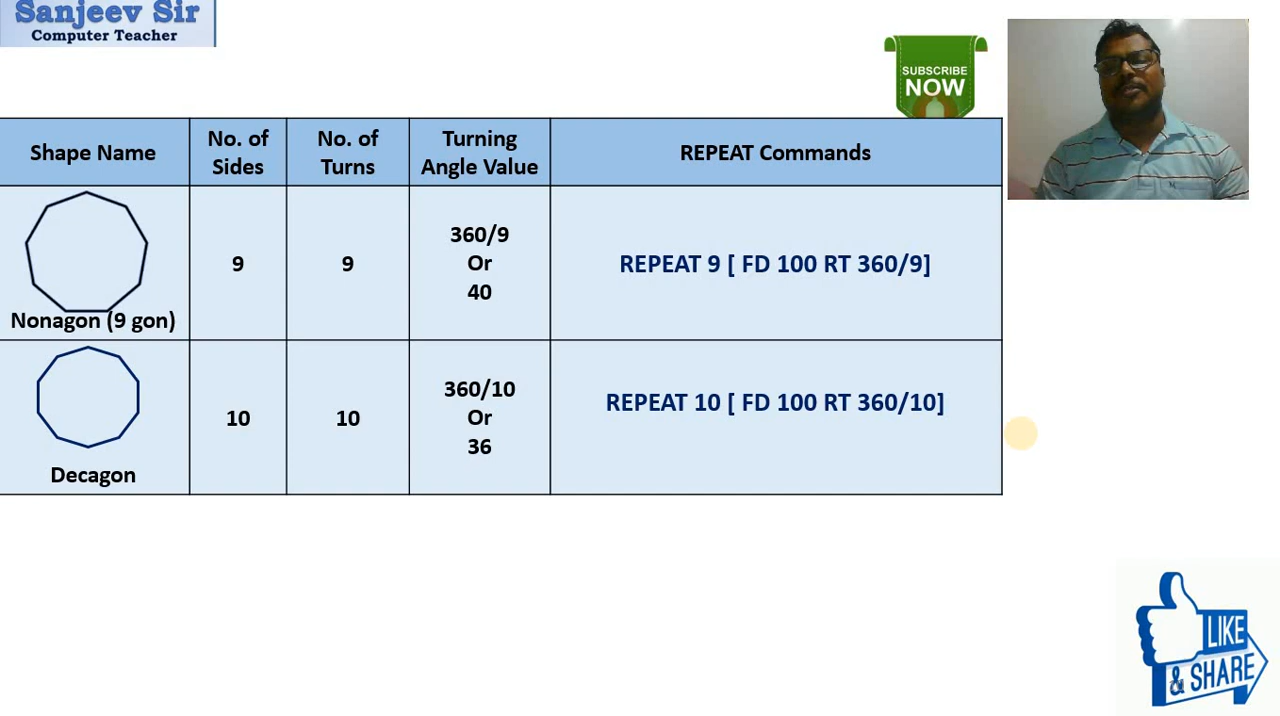 Sanjeev Sir
Computer Teacher
SUBSCRIBE
NOW
Shape Name
No. of
Sides
No. of
Turns
Turning
Angle Value
REPEAT Commands
Nonagon (9 gon)
9
9
360/9
Or
40
REPEAT 9 [ FD 100 RT 360/9]
Decagon
10
10
360/10
Or
36
REPEAT 10 [ FD 100 RT 360/10]
LIKE
& SHARE